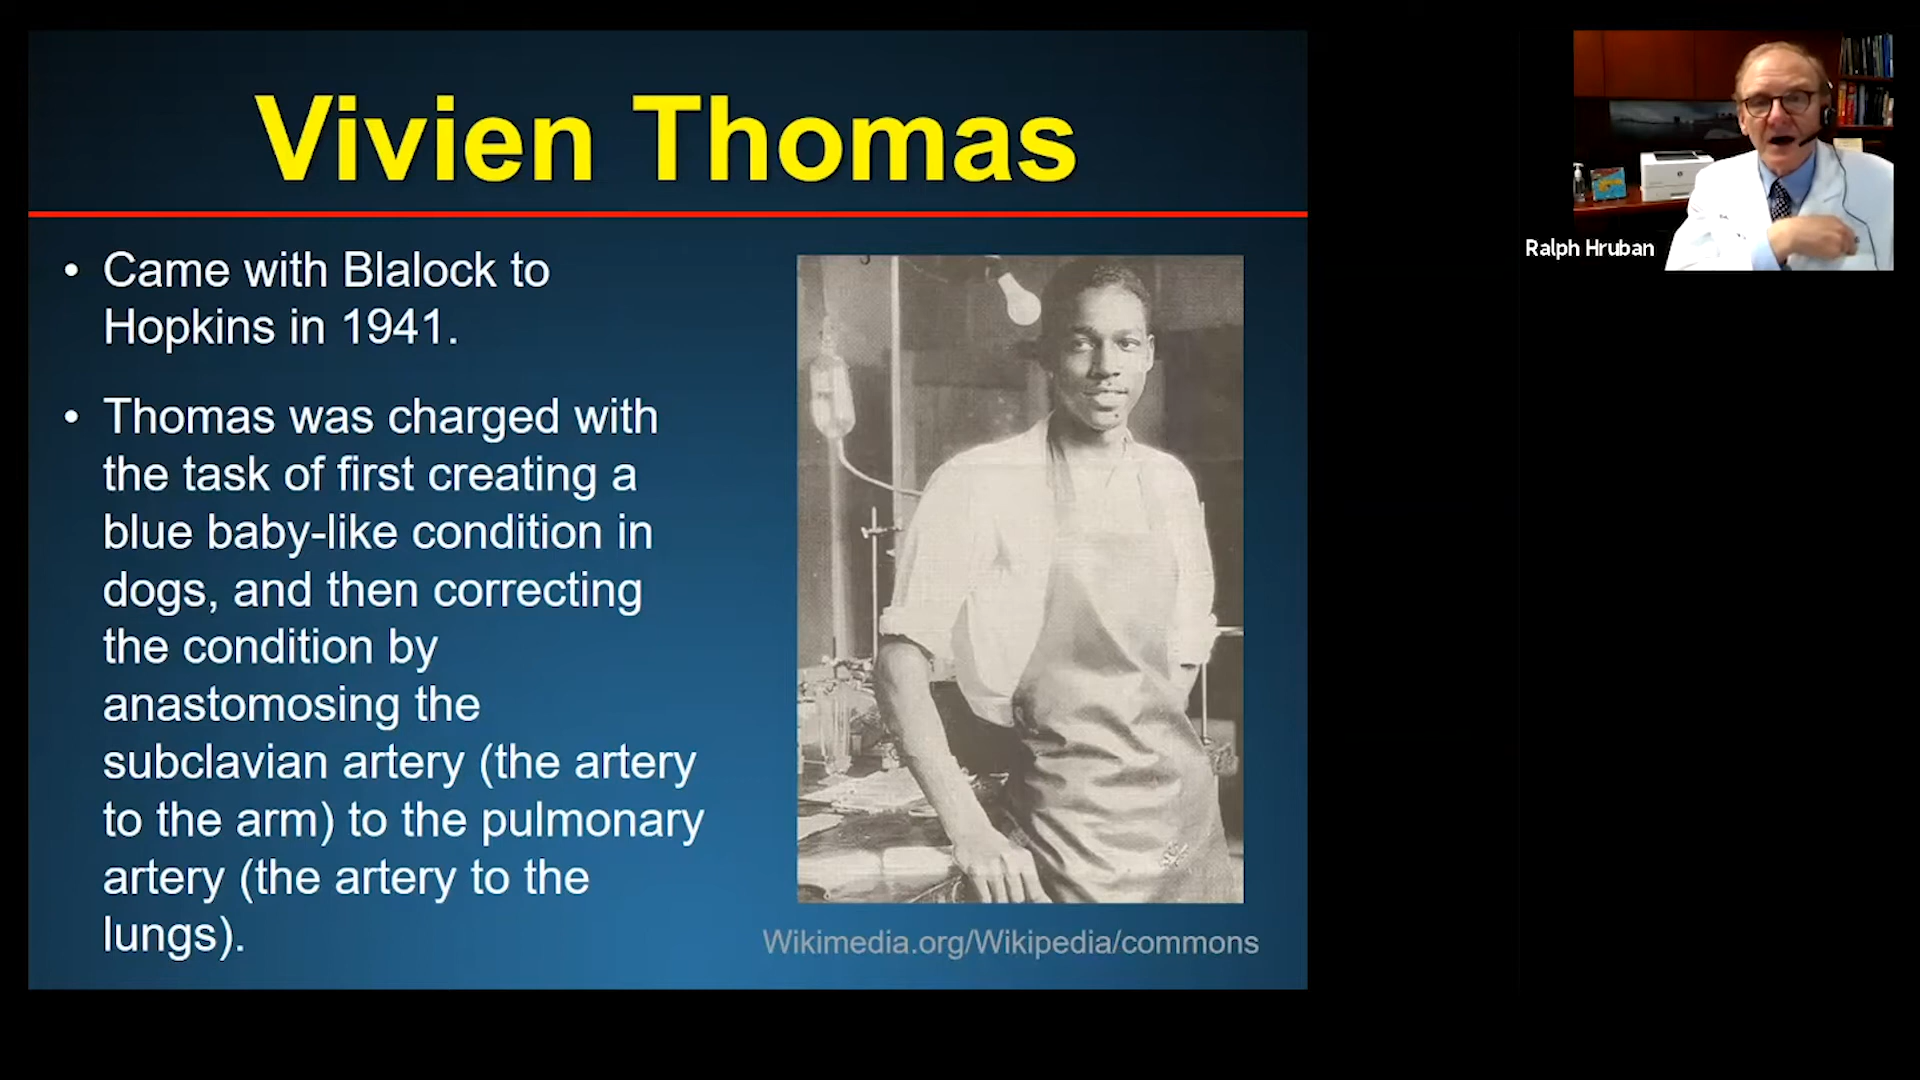 Vivien Thomas
• Came with Blalock to
Hopkins in 1941.
• Thomas was charged with
the task of first creating a
blue baby-like condition in
dogs, and then correcting
the condition by
anastomosing the
subclavian artery (the artery
to the arm) to the pulmonary
artery (the artery to the
lungs).
Wikimedia.org/Wikipedia/commons
Ralph Hruban